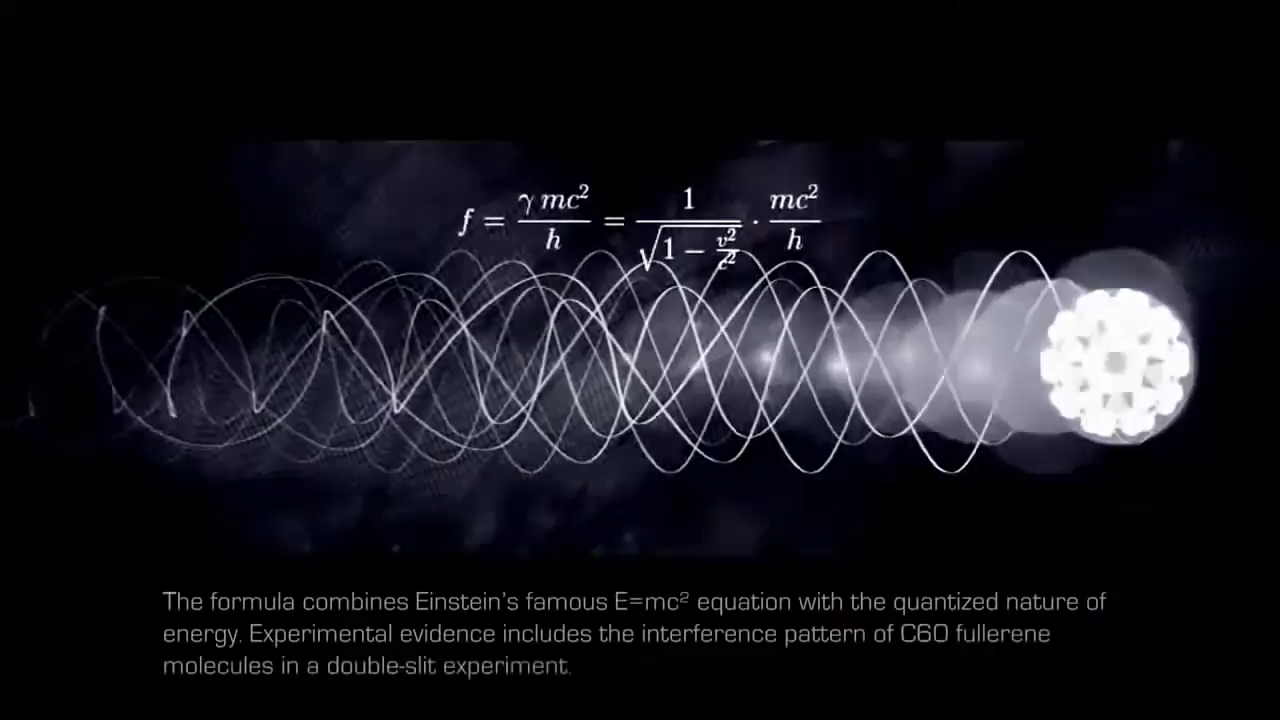 f = γ mc² / h = 1 / √(1 − v²/c²) · mc² / h
The formula combines Einstein's famous E=mc² equation with the quantized nature of
energy. Experimental evidence includes the interference pattern of C60 fullerene
molecules in a double-slit experiment.